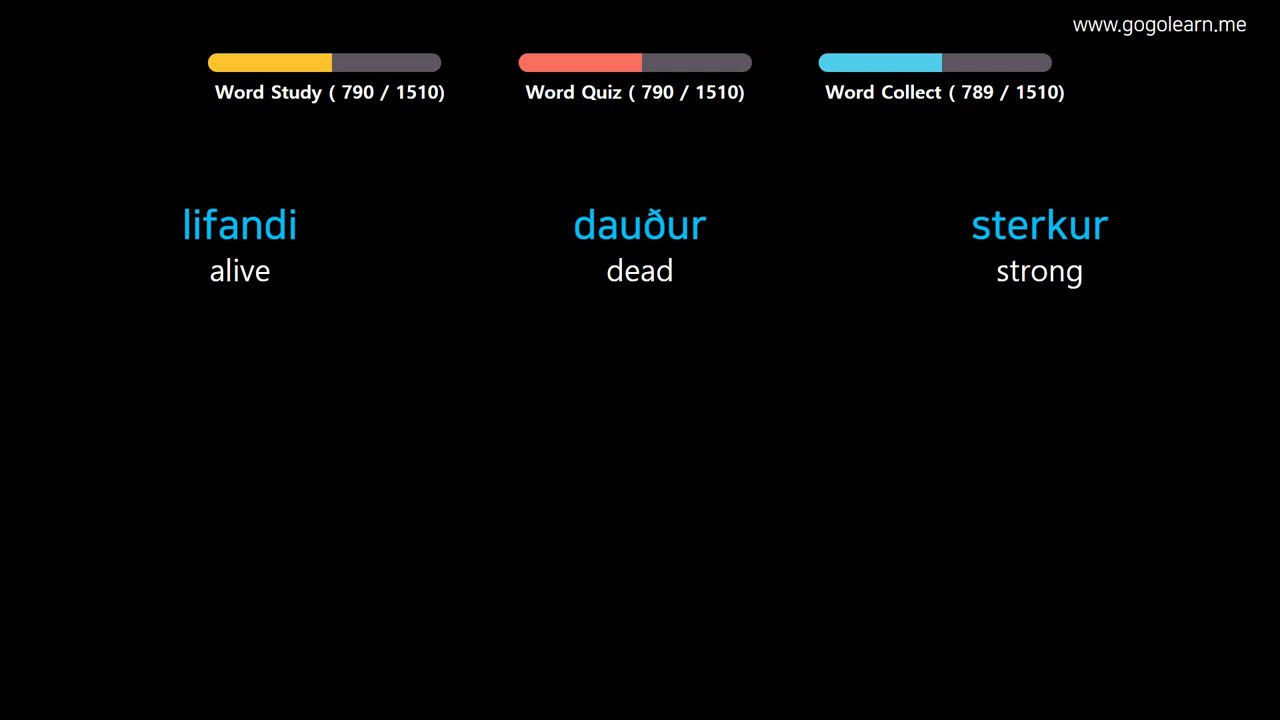 www.gogolearn.me
Word Study ( 790 / 1510)
Word Quiz ( 790 / 1510)
Word Collect ( 789 / 1510)
lifandi
alive
dauður
dead
sterkur
strong